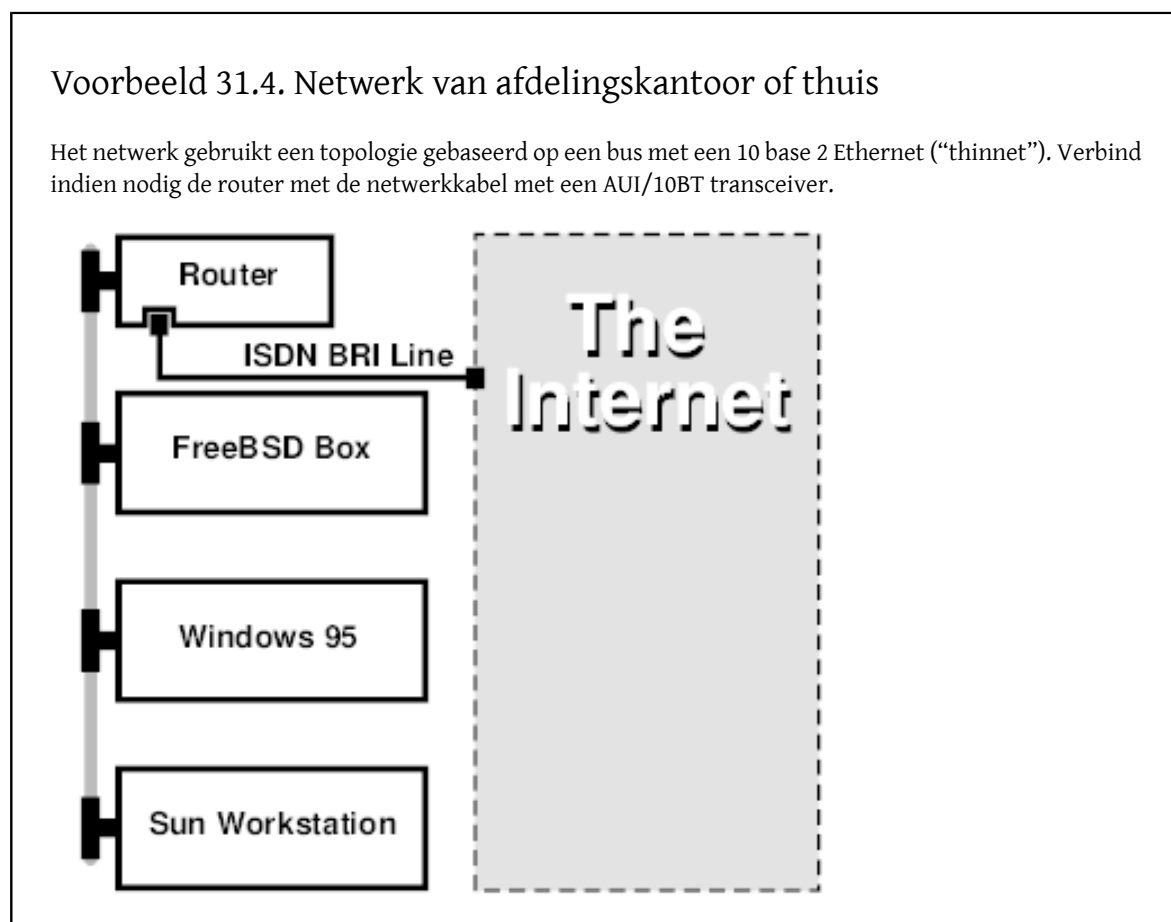 Voorbeeld 31.4. Netwerk van afdelingskantoor of thuis
Het netwerk gebruikt een topologie gebaseerd op een bus met een 10 base 2 Ethernet (“thinnet”). Verbind
indien nodig de router met de netwerkkabel met een AUI/10BT transceiver.
Router
The
Internet
ISDN BRI Line
FreeBSD Box
Windows 95
Sun Workstation